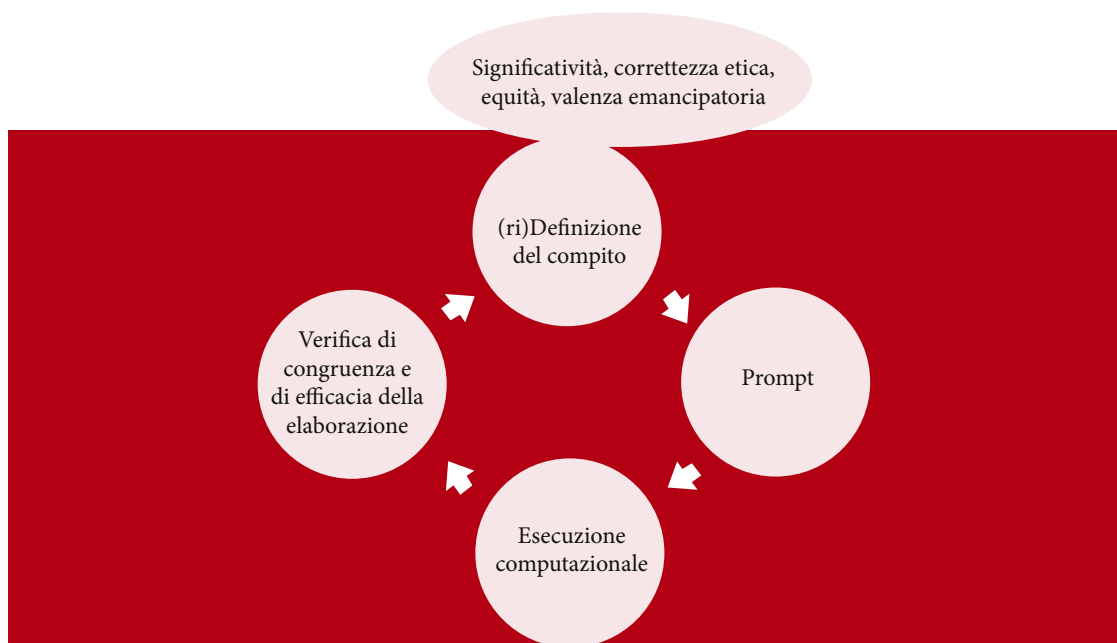 Significatività, correttezza etica,
equità, valenza emancipatoria
(ri)Definizione
del compito
Prompt
Esecuzione
computazionale
Verifica di
congruenza e
di efficacia della
elaborazione